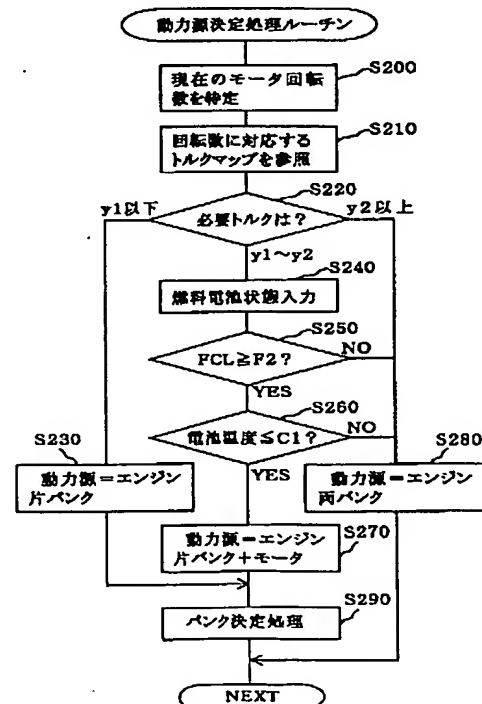 動力源決定処理ルーチン
S200
現在のモータ回転
数を特定
S210
回転数に対応する
トルクマップを参照
S220
y1以下
必要トルクは？
y2以上
y1～y2
S240
燃料電池状態入力
S250
FCL≧F2？
NO
YES
S260
電池温度≦C1？
NO
YES
S230
動力源＝エンジン
片バンク
S280
動力源＝エンジン
両バンク
S270
動力源＝エンジン
片バンク＋モータ
S290
バンク決定処理
NEXT